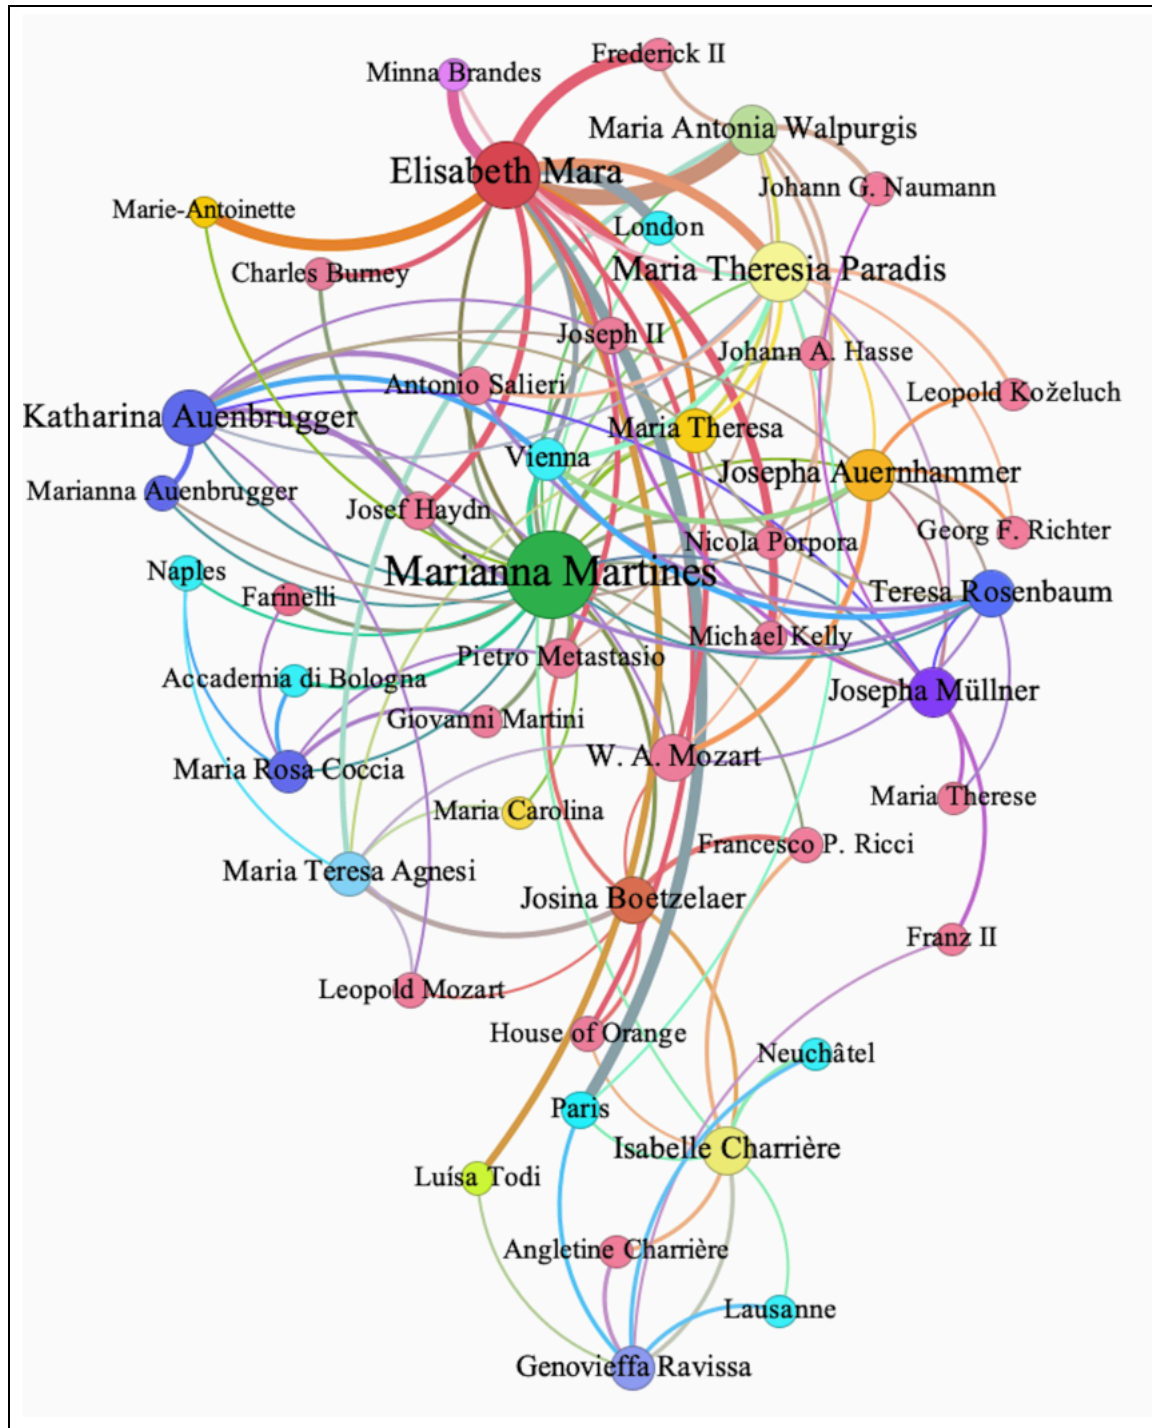 Frederick II
Minna Brandes
Maria Antonia Walpurgis
Elisabeth Mara
Johann G. Naumann
Marie-Antoinette
London
Charles Burney
Maria Theresia Paradis
Joseph II
Johann A. Hasse
Antonio Salieri
Leopold Koželuch
Katharina Auenbrugger
Maria Theresa
Vienna
Josepha Auernhammer
Marianna Auenbrugger
Josef Haydn
Georg F. Richter
Nicola Porpora
Naples
Marianna Martines
Farinelli
Teresa Rosenbaum
Michael Kelly
Pietro Metastasio
Accademia di Bologna
Josepha Müllner
Giovanni Martini
W. A. Mozart
Maria Rosa Coccia
Maria Therese
Maria Carolina
Francesco P. Ricci
Maria Teresa Agnesi
Josina Boetzelaer
Franz II
Leopold Mozart
House of Orange
Neuchâtel
Paris
Isabelle Charrière
Luísa Todi
Angletine Charrière
Lausanne
Genovieffa Ravissa